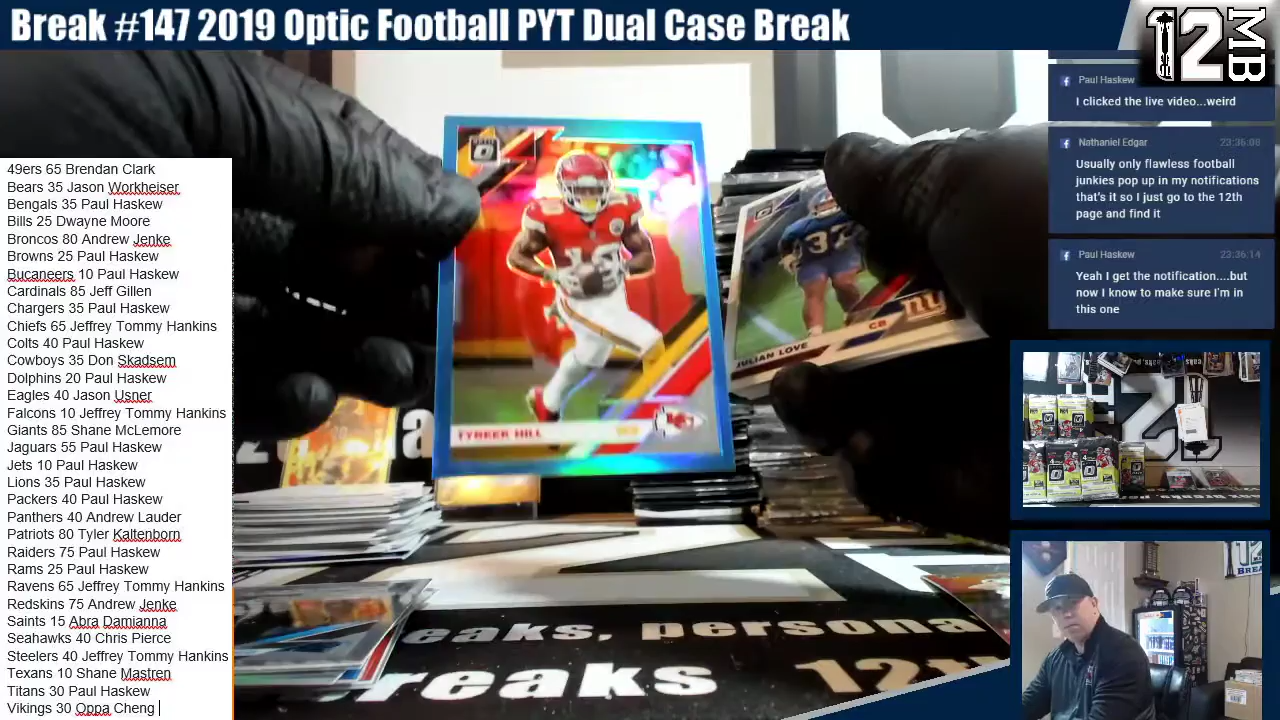 Break #147 2019 Optic Football PYT Dual Case Break
12
MB
49ers 65 Brendan Clark
Bears 35 Jason Workheiser
Bengals 35 Paul Haskew
Bills 25 Dwayne Moore
Broncos 80 Andrew Jenke
Browns 25 Paul Haskew
Bucaneers 10 Paul Haskew
Cardinals 85 Jeff Gillen
Chargers 35 Paul Haskew
Chiefs 65 Jeffrey Tommy Hankins
Colts 40 Paul Haskew
Cowboys 35 Don Skadsem
Dolphins 20 Paul Haskew
Eagles 40 Jason Usner
Falcons 10 Jeffrey Tommy Hankins
Giants 85 Shane McLemore
Jaguars 55 Paul Haskew
Jets 10 Paul Haskew
Lions 35 Paul Haskew
Packers 40 Paul Haskew
Panthers 40 Andrew Lauder
Patriots 80 Tyler Kaltenborn
Raiders 75 Paul Haskew
Rams 25 Paul Haskew
Ravens 65 Jeffrey Tommy Hankins
Redskins 75 Andrew Jenke
Saints 15 Abra Damianna
Seahawks 40 Chris Pierce
Steelers 40 Jeffrey Tommy Hankins
Texans 10 Shane Mastren
Titans 30 Paul Haskew
Vikings 30 Oppa Cheng
TYREEK HILL
37
JULIAN LOVE
CB
NY
eaks, persona
reaks 12th
Paul Haskew
I clicked the live video...weird
Nathaniel Edgar 23:36:08
Usually only flawless football
junkies pop up in my notifications
that's it so I just go to the 12th
page and find it
Paul Haskew 23:36:14
Yeah I get the notification....but
now I know to make sure I'm in
this one
12
BREA